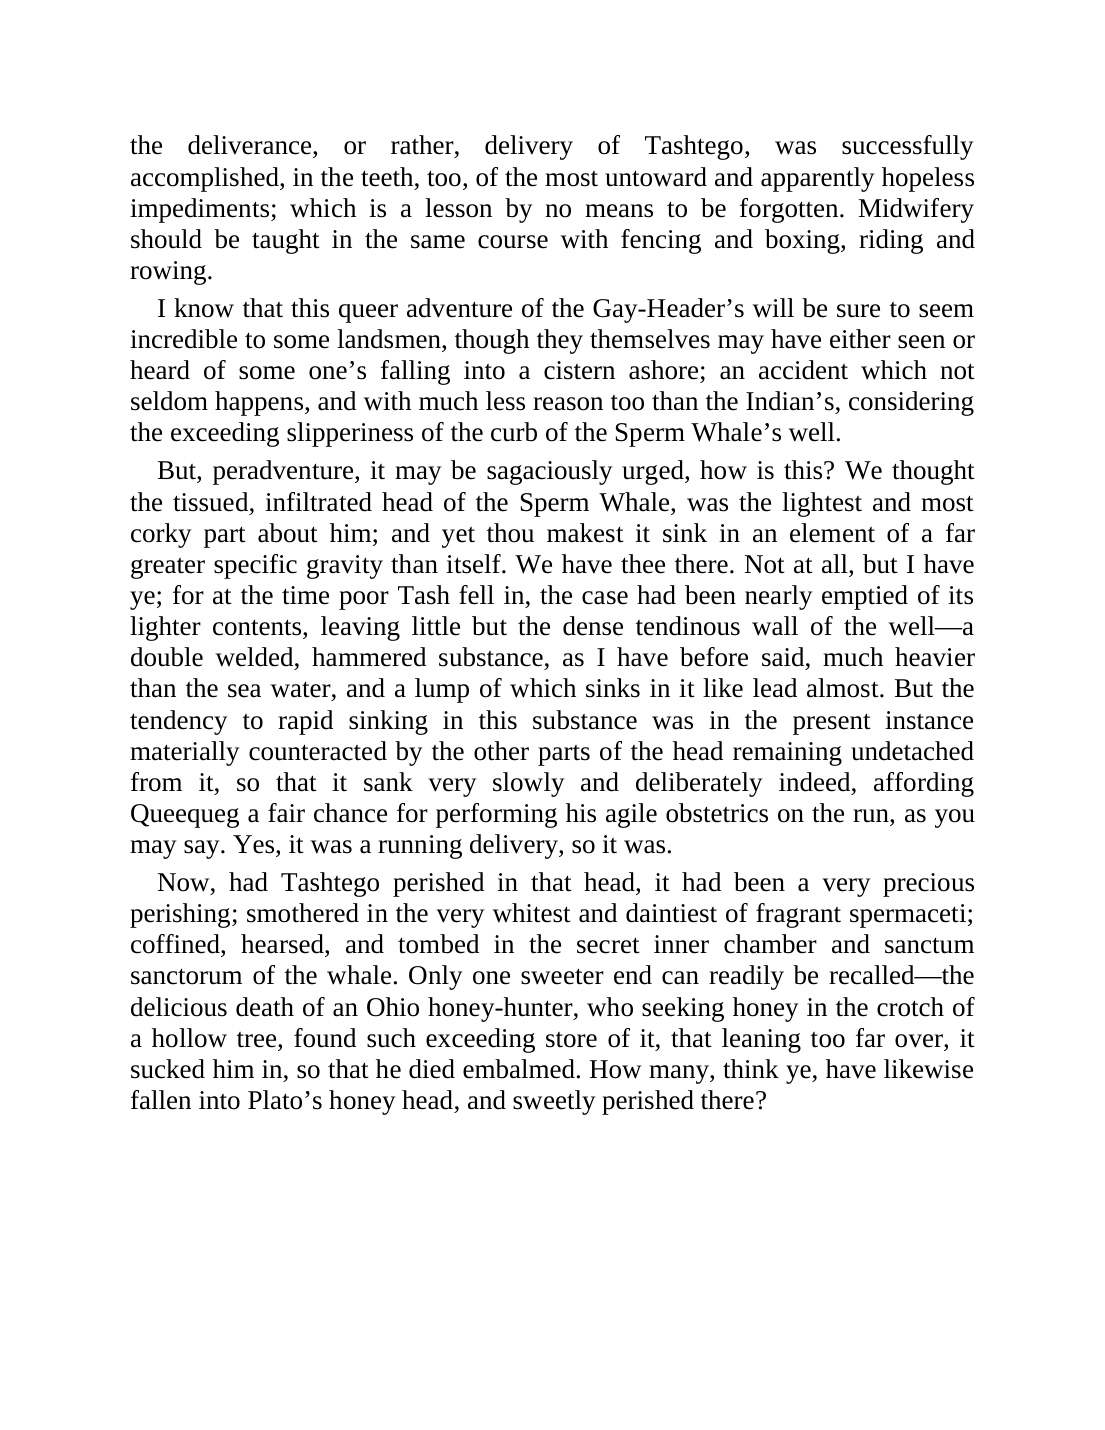 the deliverance, or rather, delivery of Tashtego, was successfully
accomplished, in the teeth, too, of the most untoward and apparently hopeless
impediments; which is a lesson by no means to be forgotten. Midwifery
should be taught in the same course with fencing and boxing, riding and
rowing.
I know that this queer adventure of the Gay-Header’s will be sure to seem
incredible to some landsmen, though they themselves may have either seen or
heard of some one’s falling into a cistern ashore; an accident which not
seldom happens, and with much less reason too than the Indian’s, considering
the exceeding slipperiness of the curb of the Sperm Whale’s well.
But, peradventure, it may be sagaciously urged, how is this? We thought
the tissued, infiltrated head of the Sperm Whale, was the lightest and most
corky part about him; and yet thou makest it sink in an element of a far
greater specific gravity than itself. We have thee there. Not at all, but I have
ye; for at the time poor Tash fell in, the case had been nearly emptied of its
lighter contents, leaving little but the dense tendinous wall of the well—a
double welded, hammered substance, as I have before said, much heavier
than the sea water, and a lump of which sinks in it like lead almost. But the
tendency to rapid sinking in this substance was in the present instance
materially counteracted by the other parts of the head remaining undetached
from it, so that it sank very slowly and deliberately indeed, affording
Queequeg a fair chance for performing his agile obstetrics on the run, as you
may say. Yes, it was a running delivery, so it was.
Now, had Tashtego perished in that head, it had been a very precious
perishing; smothered in the very whitest and daintiest of fragrant spermaceti;
coffined, hearsed, and tombed in the secret inner chamber and sanctum
sanctorum of the whale. Only one sweeter end can readily be recalled—the
delicious death of an Ohio honey-hunter, who seeking honey in the crotch of
a hollow tree, found such exceeding store of it, that leaning too far over, it
sucked him in, so that he died embalmed. How many, think ye, have likewise
fallen into Plato’s honey head, and sweetly perished there?